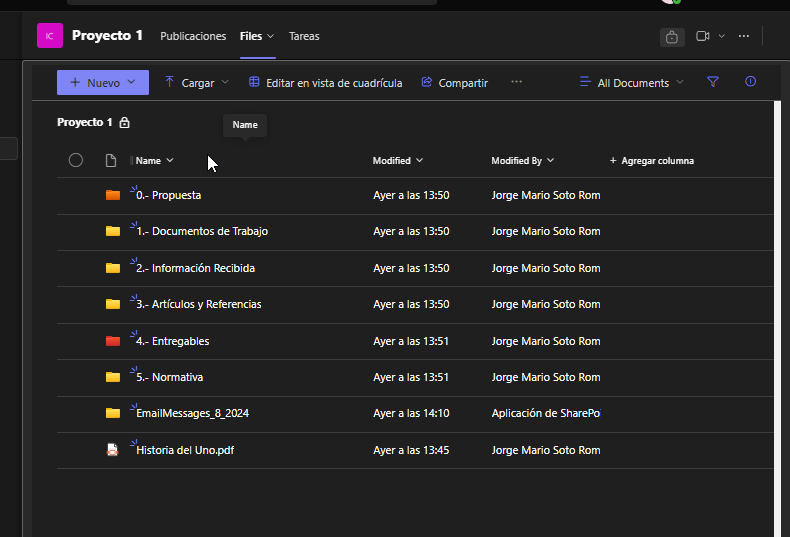 IC Proyecto 1 Publicaciones Files Tareas
+ Nuevo Cargar Editar en vista de cuadrícula Compartir All Documents
Proyecto 1
Name
Name Modified Modified By + Agregar columna
0.- Propuesta Ayer a las 13:50 Jorge Mario Soto Rom
1.- Documentos de Trabajo Ayer a las 13:50 Jorge Mario Soto Rom
2.- Información Recibida Ayer a las 13:50 Jorge Mario Soto Rom
3.- Artículos y Referencias Ayer a las 13:50 Jorge Mario Soto Rom
4.- Entregables Ayer a las 13:51 Jorge Mario Soto Rom
5.- Normativa Ayer a las 13:51 Jorge Mario Soto Rom
EmailMessages_8_2024 Ayer a las 14:10 Aplicación de SharePo
Historia del Uno.pdf Ayer a las 13:45 Jorge Mario Soto Rom